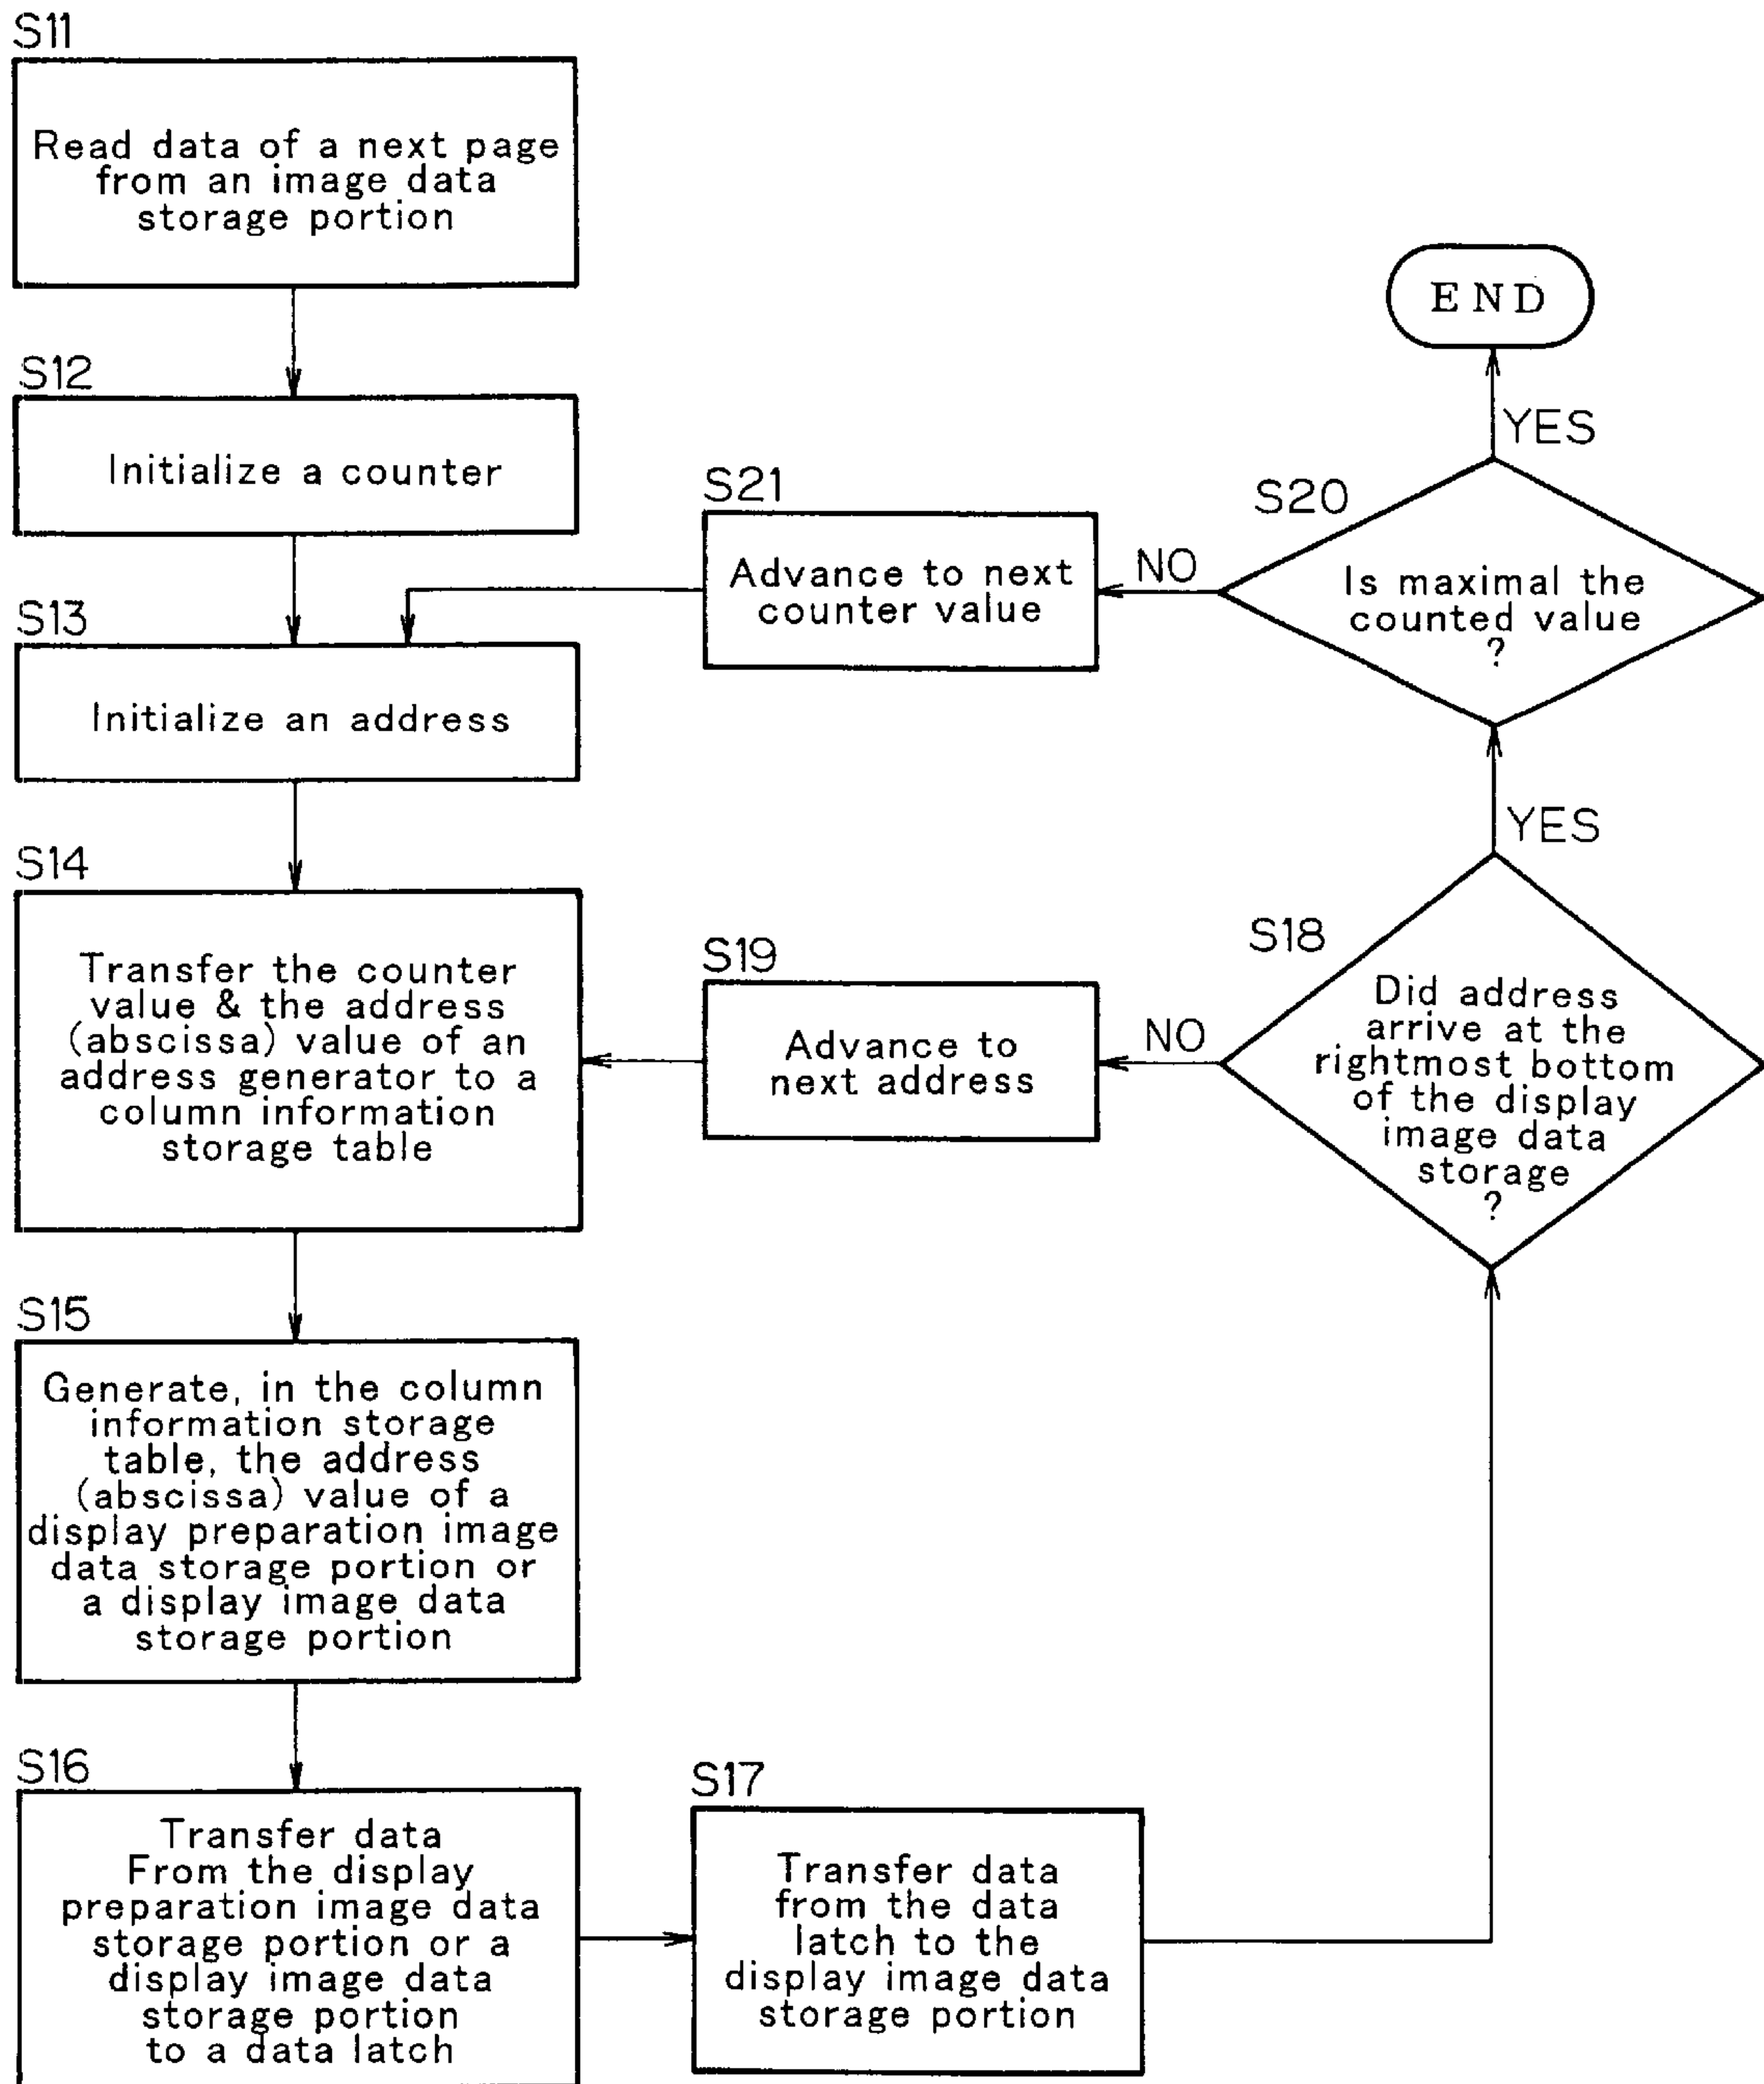 S11
Read data of a next page
from an image data
storage portion
S12
Initialize a counter
S13
Initialize an address
S14
Transfer the counter
value & the address
(abscissa) value of an
address generator to a
column information
storage table
S15
Generate, in the column
information storage
table, the address
(abscissa) value of a
display preparation image
data storage portion or
a display image data
storage portion
S16
Transfer data
From the display
preparation image data
storage portion or a
display image data
storage portion
to a data latch
S17
Transfer data
from the data
latch to the
display image data
storage portion
S18
Did address
arrive at the
rightmost bottom
of the display
image data
storage
?
NO
YES
S19
Advance to
next address
S20
Is maximal the
counted value
?
NO
YES
S21
Advance to next
counter value
END